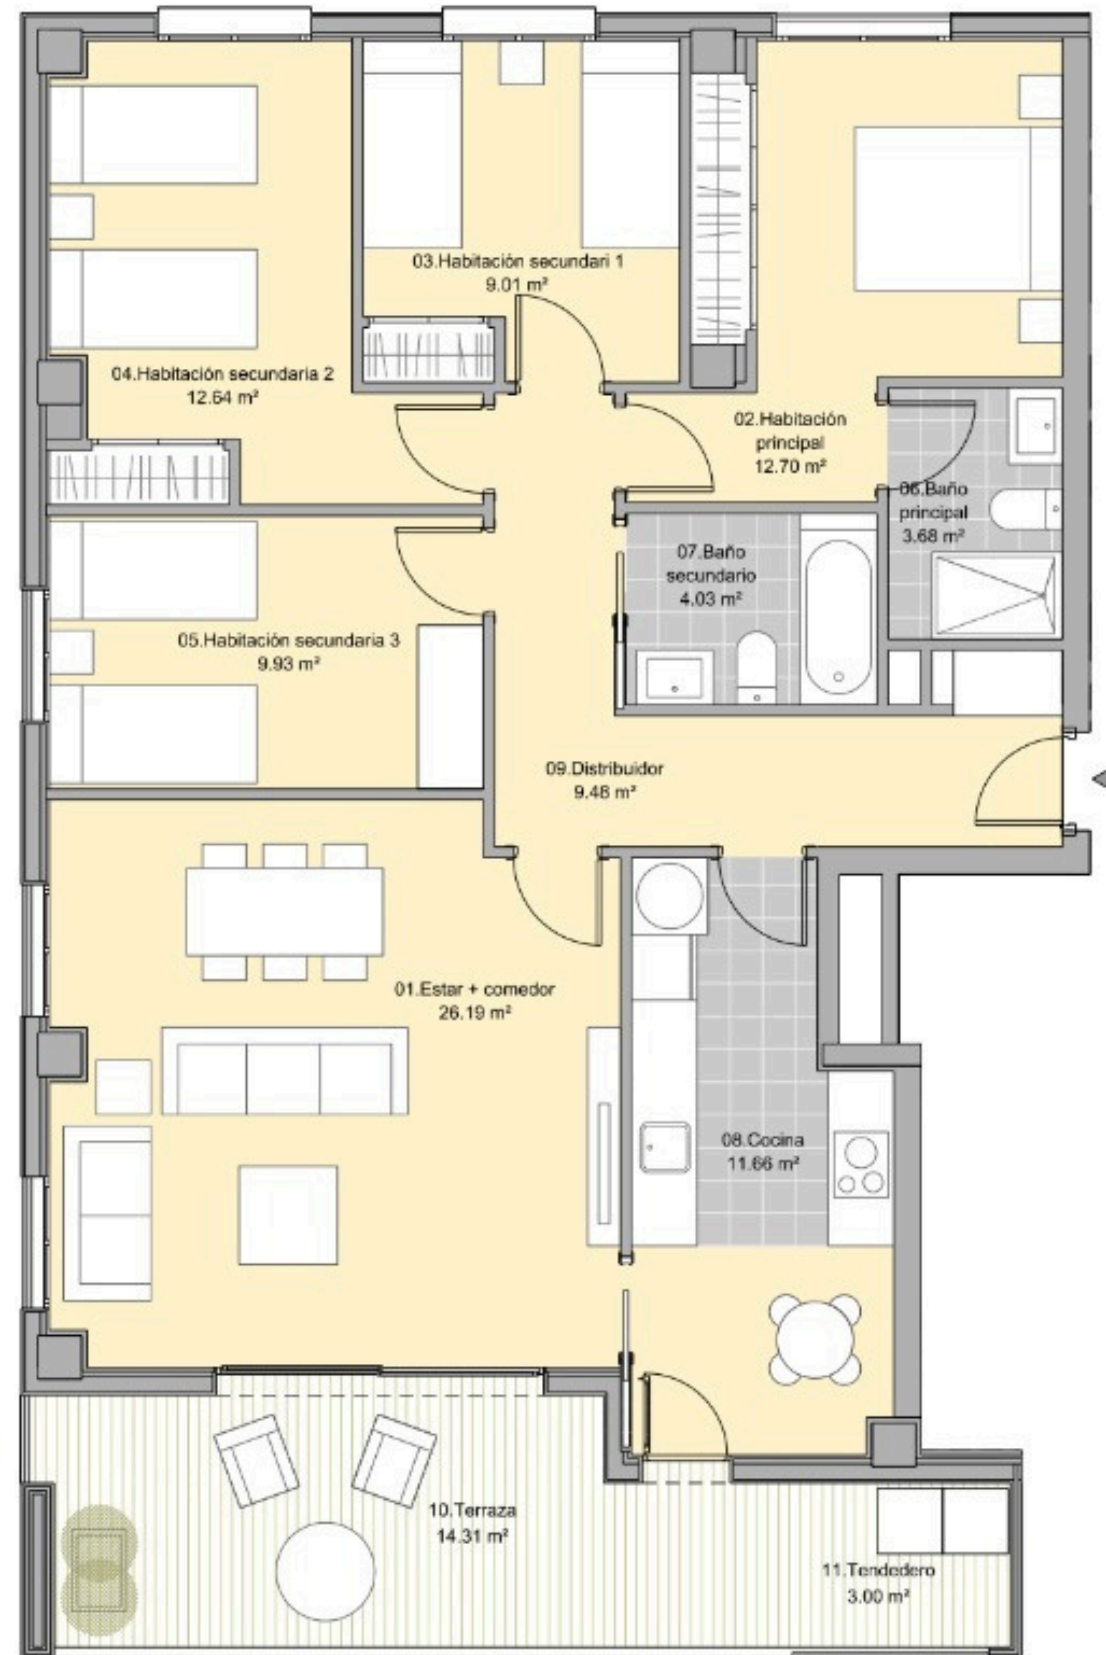 03.Habitación secundari 1
9.01 m²
04.Habitación secundaria 2
12.64 m²
02.Habitación
principal
12.70 m²
06.Baño
principal
3.68 m²
07.Baño
secundario
4.03 m²
05.Habitación secundaria 3
9.93 m²
09.Distribuidor
9.48 m²
01.Estar + comedor
26.19 m²
08.Cocina
11.66 m²
10.Terraza
14.31 m²
11.Tendedero
3.00 m²